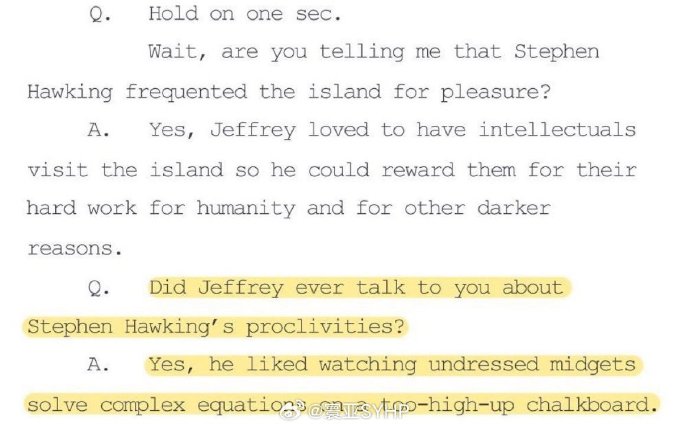 Q. Hold on one sec.
Wait, are you telling me that Stephen
Hawking frequented the island for pleasure?
A. Yes, Jeffrey loved to have intellectuals
visit the island so he could reward them for their
hard work for humanity and for other darker
reasons.
Q. Did Jeffrey ever talk to you about
Stephen Hawking's proclivities?
A. Yes, he liked watching undressed midgets
solve complex equations on a too-high-up chalkboard.